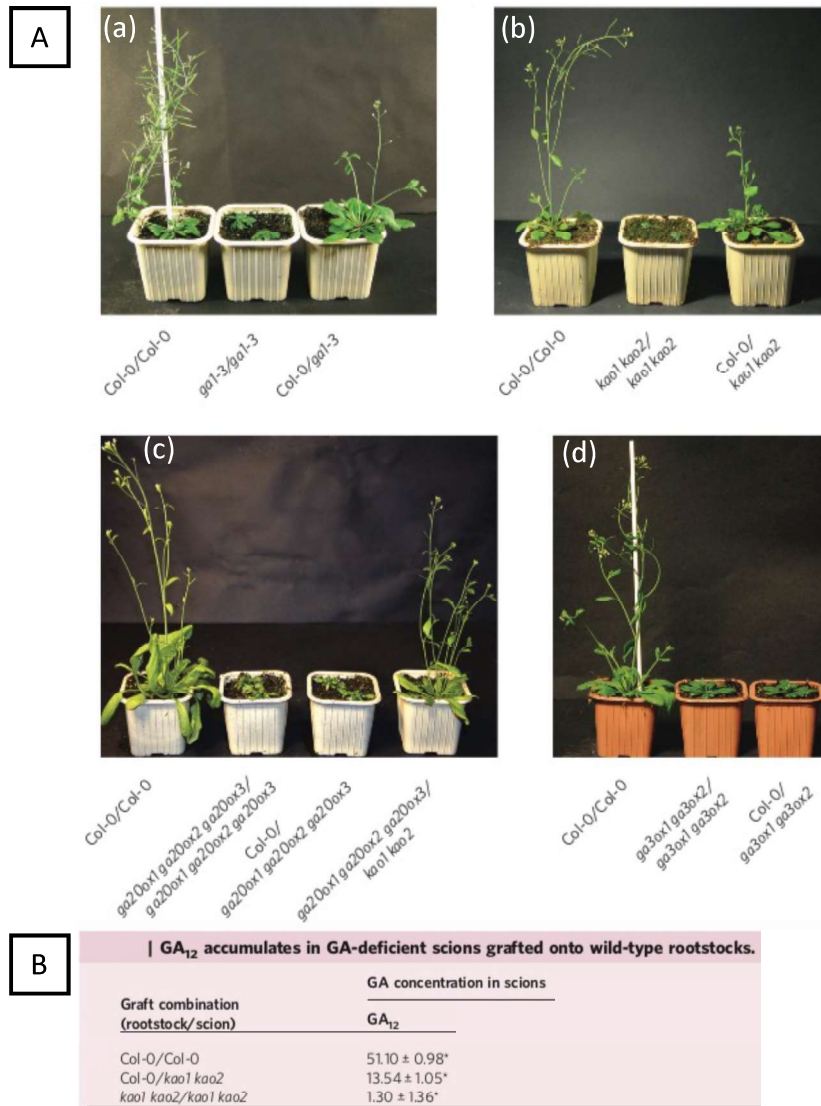 A
(a)
(b)
Col-0/Col-0
ga1-3/ga1-3
Col-0/ga1-3
Col-0/Col-0
kao1 kao2/
kao1 kao2
Col-0/
kao1 kao2
(c)
(d)
Col-0/Col-0
ga20ox1 ga20ox2 ga20ox3/
ga20ox1 ga20ox2 ga20ox3
Col-0/
ga20ox1 ga20ox2 ga20ox3
ga20ox1 ga20ox2 ga20ox3/
kao1 kao2
Col-0/Col-0
ga3ox1 ga3ox2/
ga3ox1 ga3ox2
Col-0/
ga3ox1 ga3ox2
B
| GA₁₂ accumulates in GA-deficient scions grafted onto wild-type rootstocks.
GA concentration in scions
Graft combination
(rootstock/scion)
GA₁₂
Col-0/Col-0
51.10 ± 0.98*
Col-0/kao1 kao2
13.54 ± 1.05*
kao1 kao2/kao1 kao2
1.30 ± 1.36*